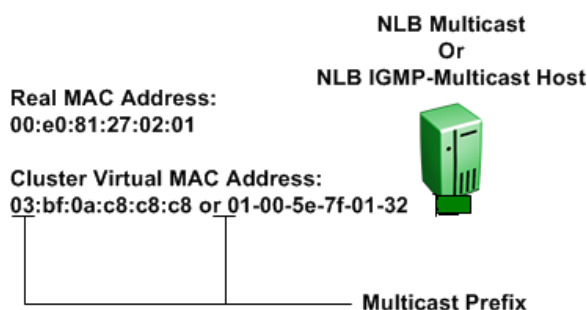 NLB Multicast
Or
NLB IGMP-Multicast Host
Real MAC Address:
00:e0:81:27:02:01
Cluster Virtual MAC Address:
03:bf:0a:c8:c8:c8 or 01-00-5e-7f-01-32
Multicast Prefix